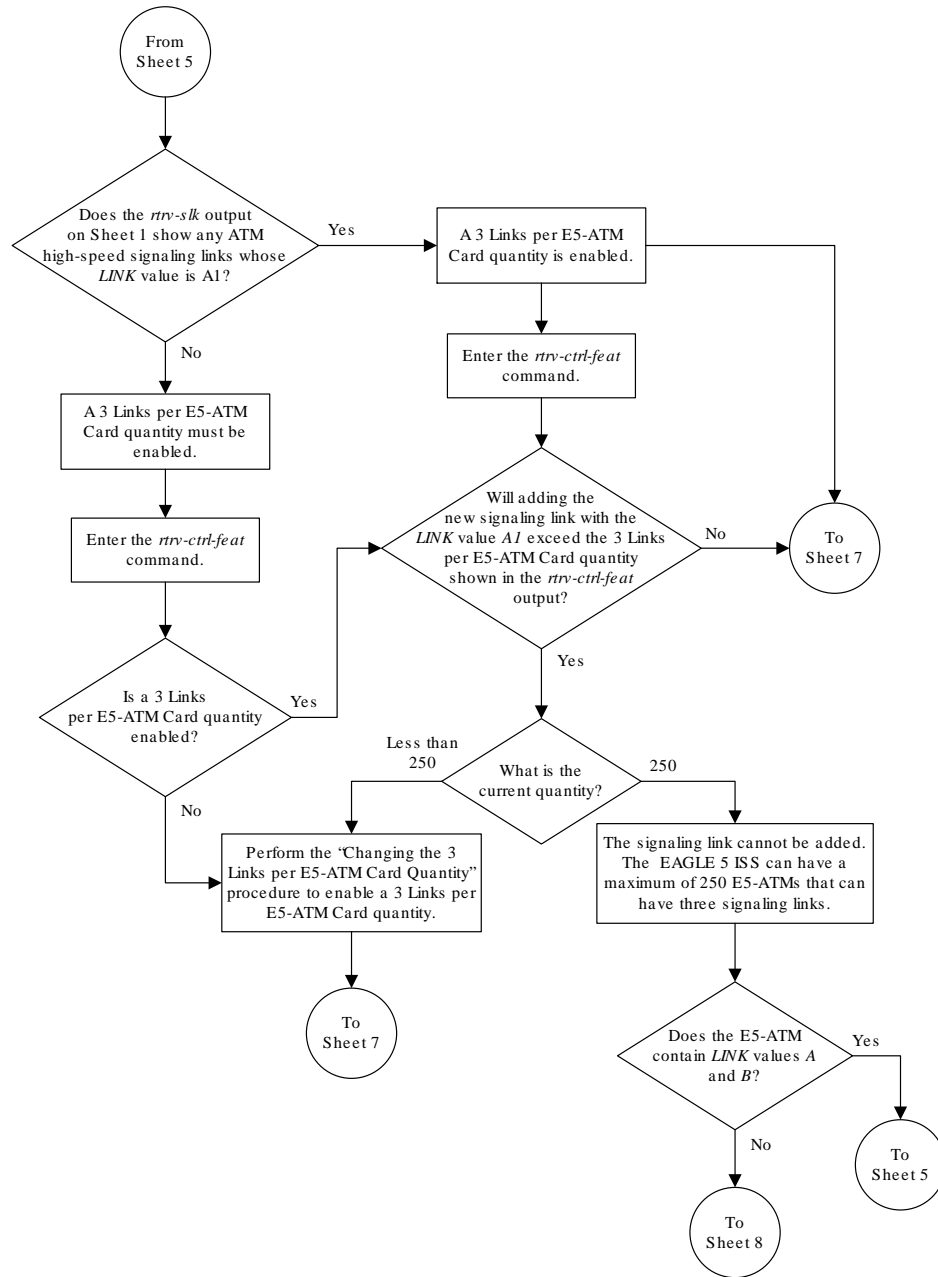 From
Sheet 5
Does the rtrv-slk output
on Sheet 1 show any ATM
high-speed signaling links whose
LINK value is A1?
Yes
No
A 3 Links per E5-ATM
Card quantity is enabled.
Enter the rtrv-ctrl-feat
command.
A 3 Links per E5-ATM
Card quantity must be
enabled.
Enter the rtrv-ctrl-feat
command.
Will adding the
new signaling link with the
LINK value A1 exceed the 3 Links
per E5-ATM Card quantity
shown in the rtrv-ctrl-feat
output?
No
To
Sheet 7
Yes
Is a 3 Links
per E5-ATM Card quantity
enabled?
Yes
No
What is the
current quantity?
Less than
250
250
Perform the “Changing the 3
Links per E5-ATM Card Quantity”
procedure to enable a 3 Links per
E5-ATM Card quantity.
To
Sheet 7
The signaling link cannot be added.
The EAGLE 5 ISS can have a
maximum of 250 E5-ATMs that can
have three signaling links.
Does the E5-ATM
contain LINK values A
and B?
Yes
No
To
Sheet 5
To
Sheet 8